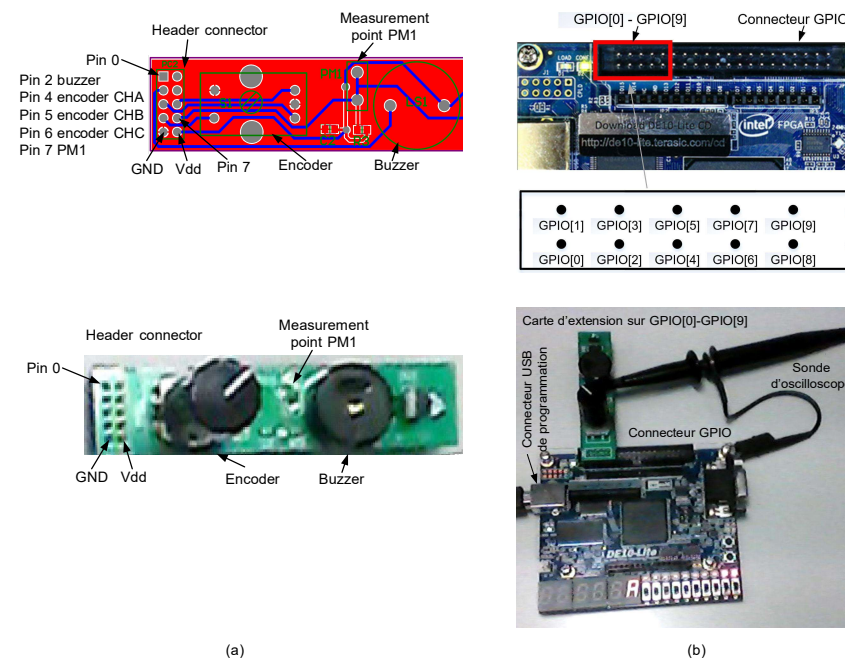 Header connector
Measurement
point PM1
Pin 0
Pin 2 buzzer
Pin 4 encoder CHA
Pin 5 encoder CHB
Pin 6 encoder CHC
Pin 7 PM1
GND
Vdd
Pin 7
Encoder
Buzzer
Header connector
Measurement
point PM1
Pin 0
GND
Vdd
Encoder
Buzzer
(a)
GPIO[0] - GPIO[9]
Connecteur GPIO
LOAD
J1
Download DE10-Lite CD
http://de10-lite.terasic.com/cd
intel
FPGA
GPIO[1]
GPIO[3]
GPIO[5]
GPIO[7]
GPIO[9]
GPIO[0]
GPIO[2]
GPIO[4]
GPIO[6]
GPIO[8]
Carte d'extension sur GPIO[0]-GPIO[9]
Connecteur USB
de programmation
Sonde
d'oscilloscop
Connecteur GPIO
DE10-Lite
(b)